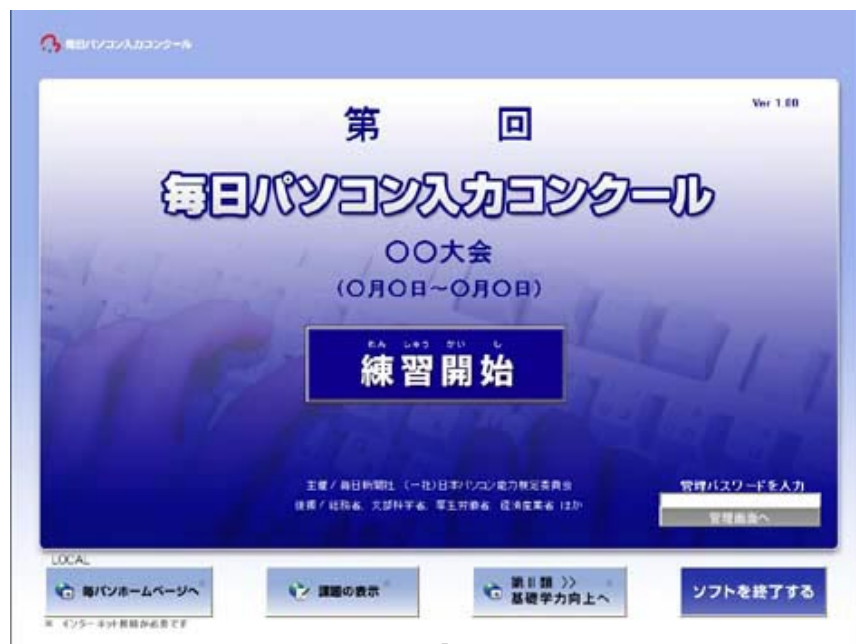 毎日パソコン入力コンクール
Ver 1.00
第 回
毎日パソコン入力コンクール
〇〇大会
(〇月〇日～〇月〇日)
れん しゅう かい し
練習開始
主催／毎日新聞社 (一社)日本パソコン能力検定委員会
後援／総務省、文部科学省、厚生労働省、経済産業省 ほか
管理パスワードを入力
管理画面へ
LOCAL
毎パンホームページへ※
課題の表示※
第Ⅱ類 >> ※
基礎学力向上へ
ソフトを終了する
※ インターネット接続が必要です